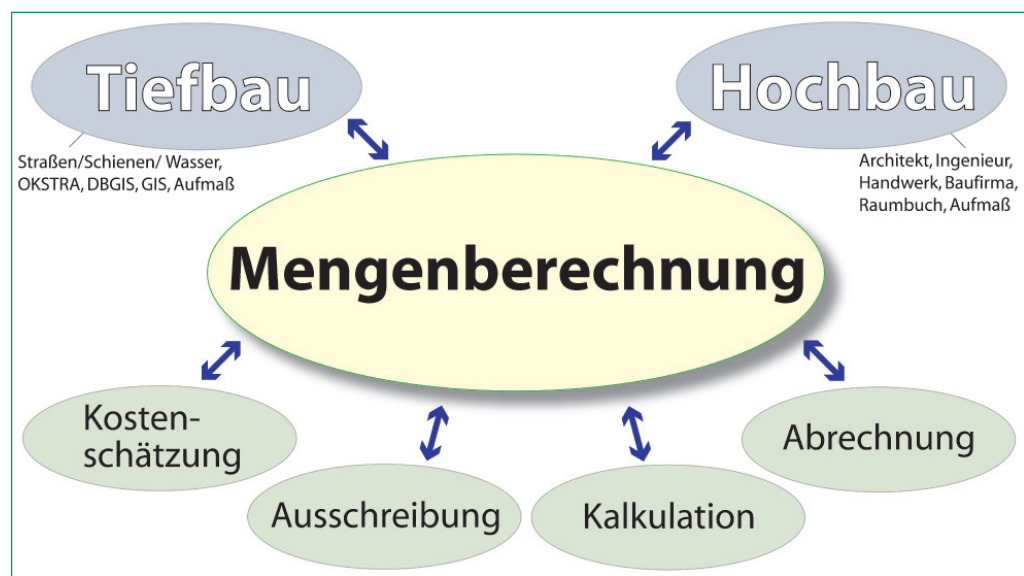 Tiefbau
Hochbau
Straßen/Schienen/ Wasser,
OKSTRA, DBGIS, GIS, Aufmaß
Architekt, Ingenieur,
Handwerk, Baufirma,
Raumbuch, Aufmaß
Mengenberechnung
Kosten-
schätzung
Ausschreibung
Kalkulation
Abrechnung